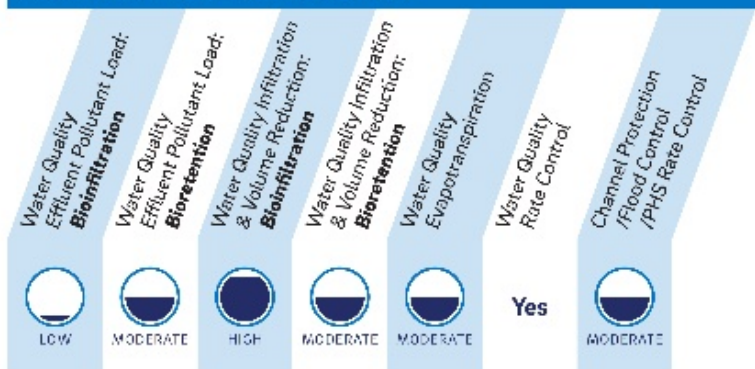 Water Quality
Effluent Pollutant Load:
Bioinfiltration
Water Quality
Effluent Pollutant Load:
Bioretention
Water Quality Infiltration
& Volume Reduction:
Bioinfiltration
Water Quality Infiltration
& Volume Reduction:
Bioretention
Water Quality
Evapotranspiration
Water Quality
Rate Control
Channel Protection
/Flood Control
/PHS Rate Control
LOW
MODERATE
HIGH
MODERATE
MODERATE
Yes
MODERATE